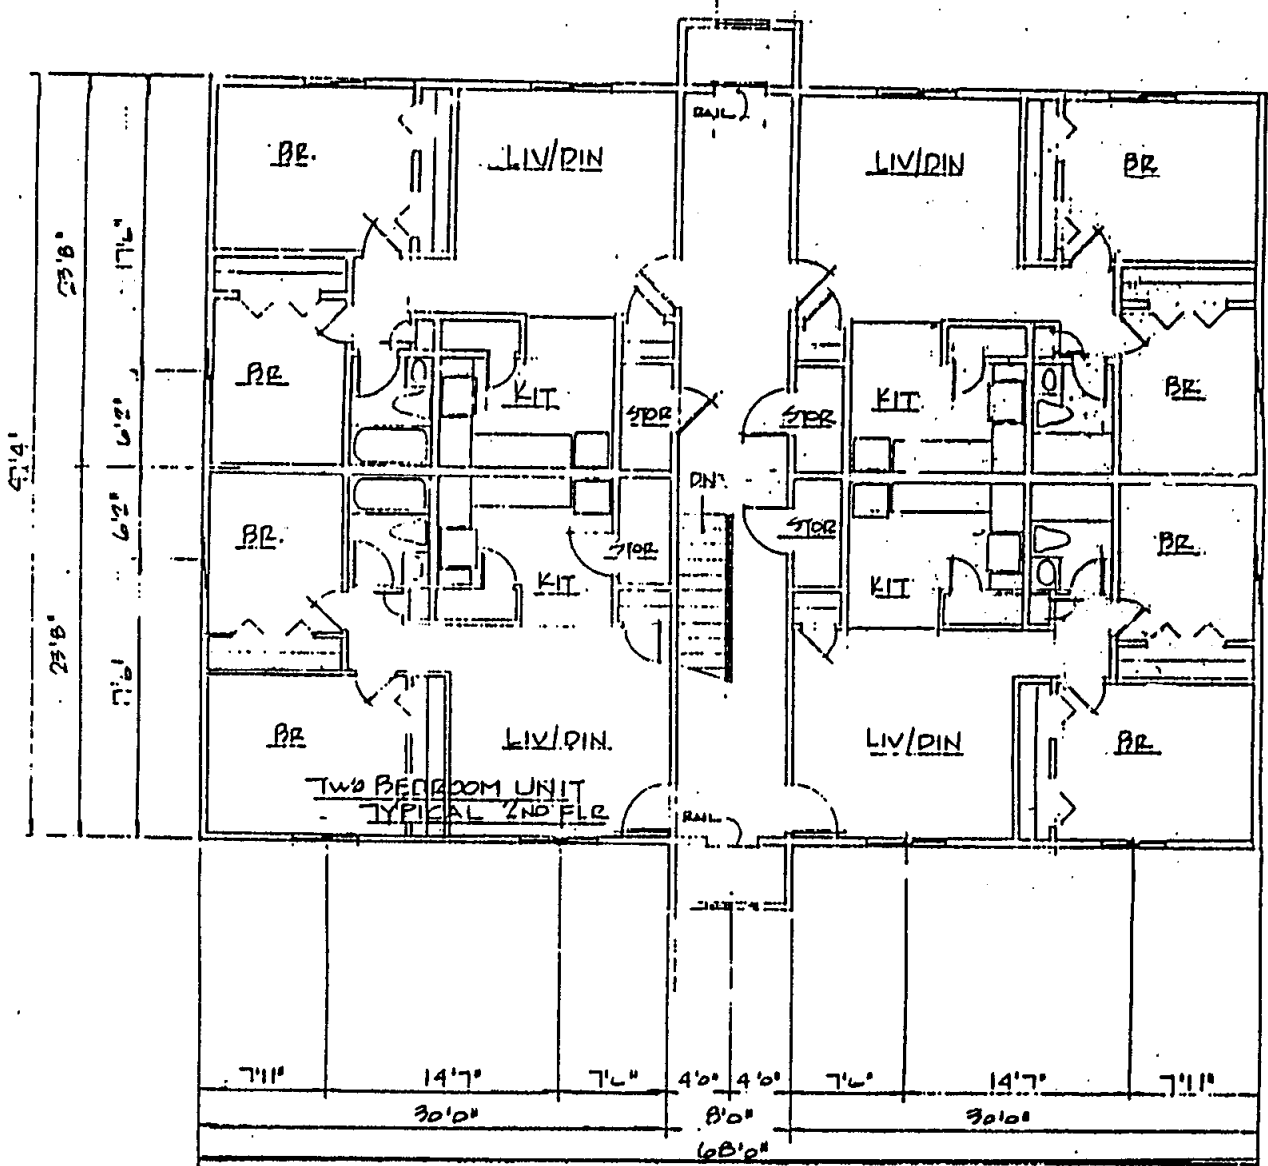 RAIL
BR.
LIV/DIN
LIV/DIN
BR
23'8"
17'6"
BR
KIT
STOR
STOR
KIT.
BR.
6'2"
DN.
BR.
6'2"
STOR
STOR
KIT
KIT
BR.
23'8"
BR
LIV/DIN.
LIV/DIN
BR
TWO BEDROOM UNIT
TYPICAL 2ND FLR
RAIL
7'11" 14'7" 7'6" 4'0" 4'0" 7'6" 14'7" 7'11"
30'0" 8'0" 30'0"
68'0"